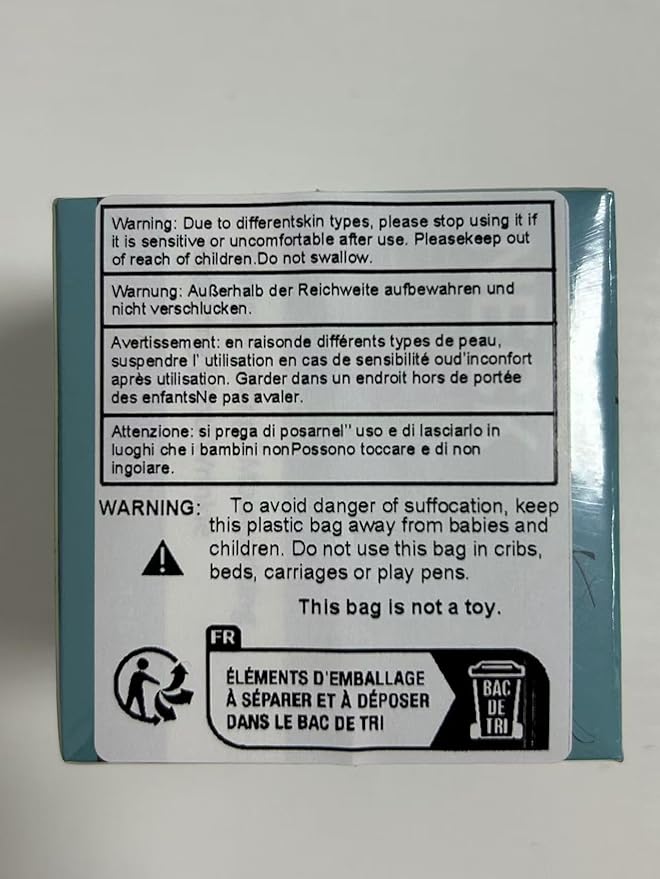 Warning: Due to differentskin types, please stop using it if
it is sensitive or uncomfortable after use. Pleasekeep out
of reach of children.Do not swallow.
Warnung: Außerhalb der Reichweite aufbewahren und
nicht verschlucken.
Avertissement: en raisonde différents types de peau,
suspendre l' utilisation en cas de sensibilité oud'inconfort
après utilisation. Garder dans un endroit hors de portée
des enfantsNe pas avaler.
Attenzione: si prega di posarnel" uso e di lasciarlo in
luoghi che i bambini nonPossono toccare e di non
ingoiare.
WARNING: To avoid danger of suffocation, keep
this plastic bag away from babies and
children. Do not use this bag in cribs,
beds, carriages or play pens.
This bag is not a toy.
FR
ÉLÉMENTS D'EMBALLAGE
À SÉPARER ET À DÉPOSER
DANS LE BAC DE TRI
BAC
DE
TRI